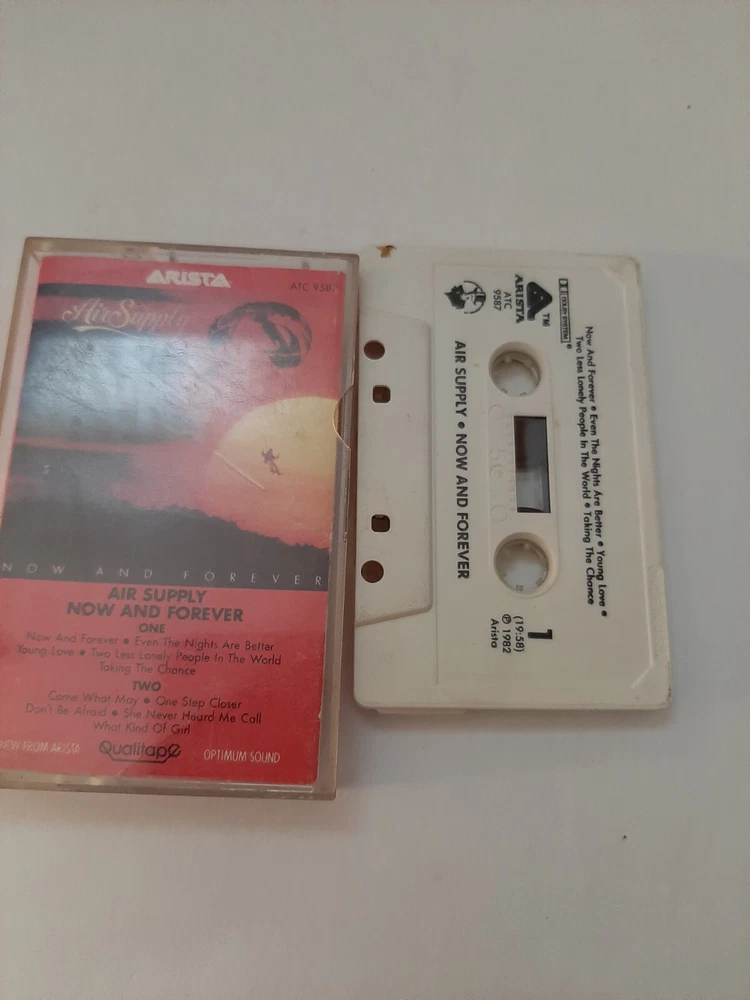 ARISTA
ATC 958
Air Supply
NOW AND FOREVER
AIR SUPPLY
NOW AND FOREVER
ONE
Now And Forever • Even The Nights Are Better
Young Love • Two Less Lonely People In The World
Taking The Chance
TWO
Come What May • One Step Closer
Don't Be Afraid • She Never Heard Me Call
What Kind Of Girl
NEW FROM ARISTA
Qualitape
OPTIMUM SOUND
DOLBY SYSTEM ®
Now And Forever • Even The Nights Are Better • Young Love •
Two Less Lonely People In The World • Taking The Chance
ARISTA™
ATC
9587
1
(19:58)
℗ 1982
Arista
AIR SUPPLY • NOW AND FOREVER